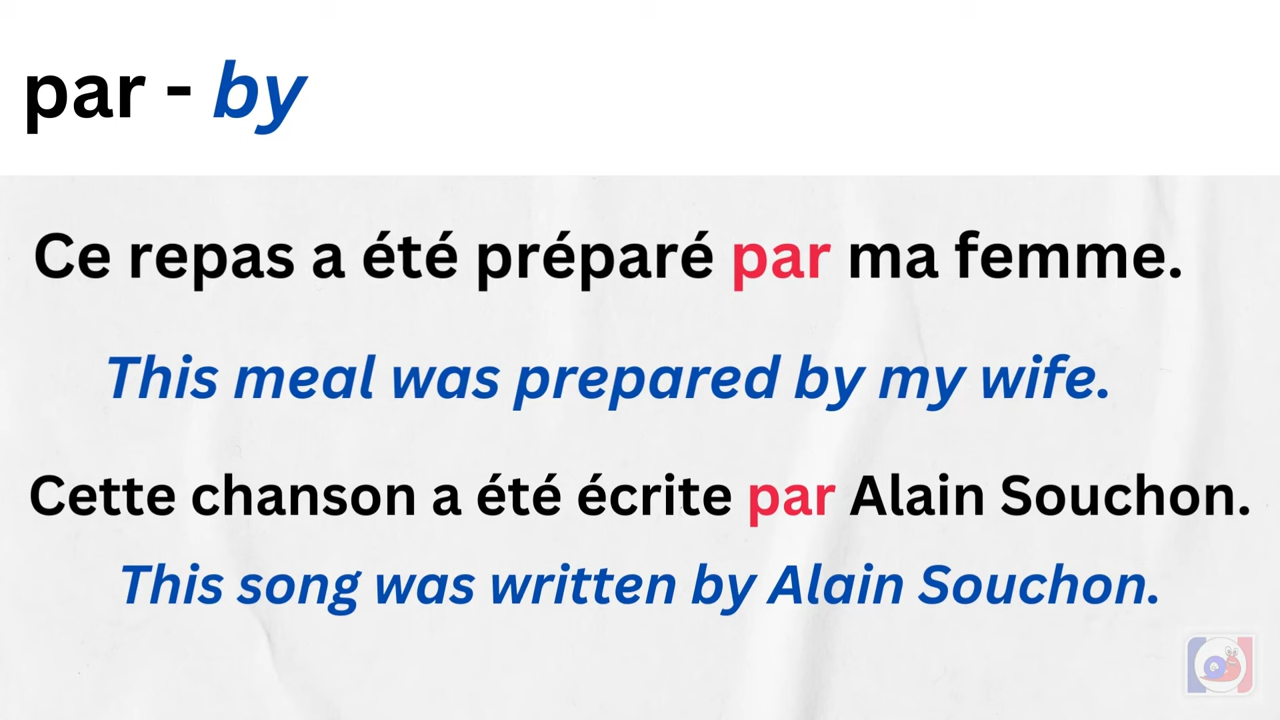 par - by
Ce repas a été préparé par ma femme.
This meal was prepared by my wife.
Cette chanson a été écrite par Alain Souchon.
This song was written by Alain Souchon.